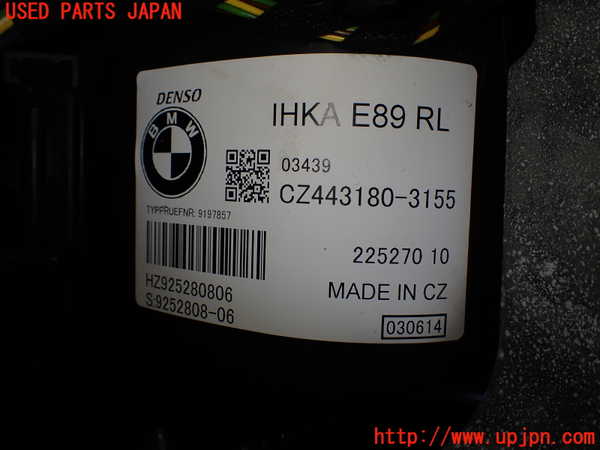 USED PARTS JAPAN
DENSO
BMW
IHKA E89 RL
03439
CZ443180-3155
TYPPRUEFNR: 9197857
225270 10
HZ925280806
MADE IN CZ
S:9252808-06
030614
http://www.upjpn.com/